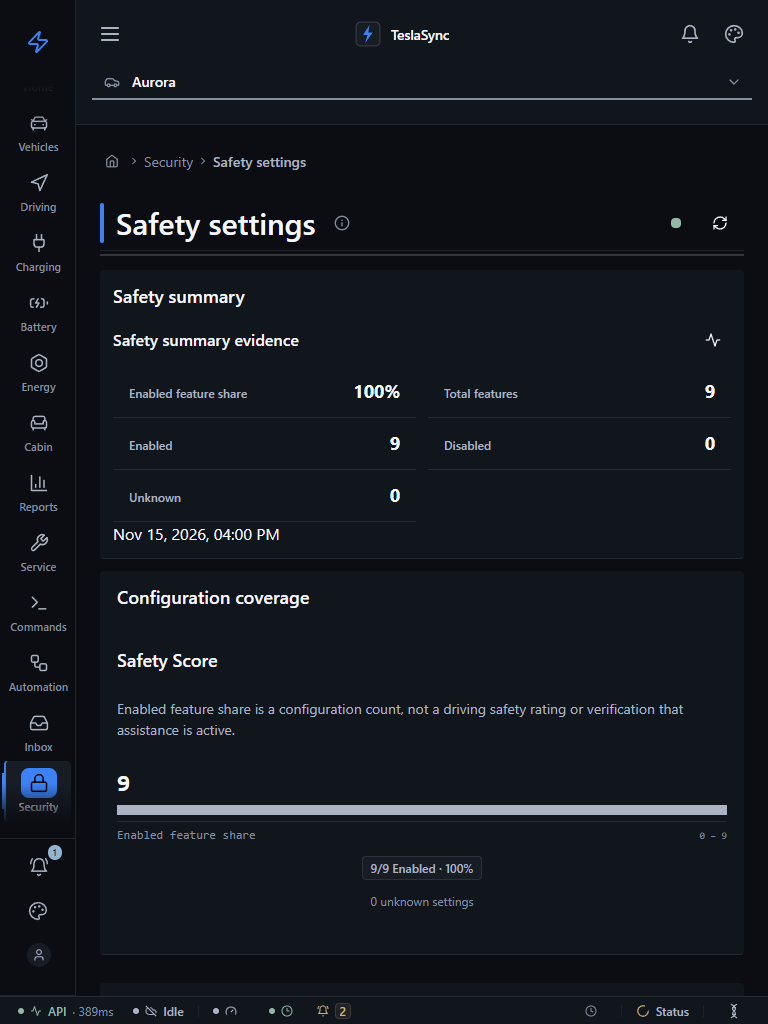 TeslaSync
Aurora
Vehicles
Driving
Charging
Battery
Energy
Cabin
Reports
Service
Commands
Automation
Inbox
Security
1
Security
Safety settings
Safety settings
Safety summary
Safety summary evidence
Enabled feature share 100%
Total features 9
Enabled 9
Disabled 0
Unknown 0
Nov 15, 2026, 04:00 PM
Configuration coverage
Safety Score
Enabled feature share is a configuration count, not a driving safety rating or verification that
assistance is active.
9
Enabled feature share 0 – 9
9/9 Enabled · 100%
0 unknown settings
API · 389ms Idle 2 Status